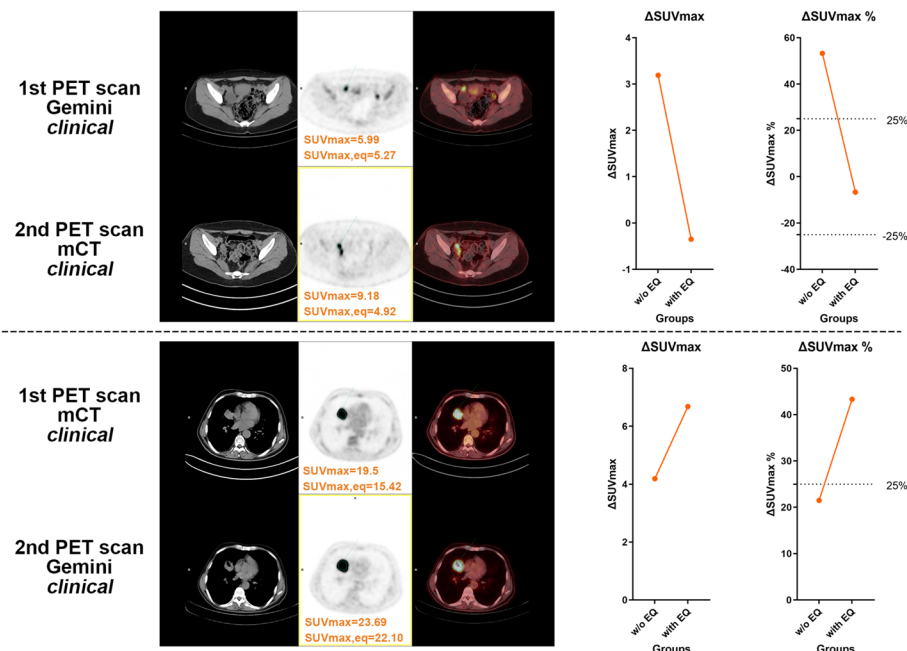 1st PET scan
Gemini
clinical
SUVmax=5.99
SUVmax,eq=5.27
2nd PET scan
mCT
clinical
SUVmax=9.18
SUVmax,eq=4.92
ΔSUVmax
ΔSUVmax
4
3
2
1
0
-1
w/o EQ
with EQ
Groups
ΔSUVmax %
ΔSUVmax %
60
40
20
0
-20
-40
25%
-25%
w/o EQ
with EQ
Groups
1st PET scan
mCT
clinical
SUVmax=19.5
SUVmax,eq=15.42
2nd PET scan
Gemini
clinical
SUVmax=23.69
SUVmax,eq=22.10
ΔSUVmax
ΔSUVmax
8
6
4
2
0
w/o EQ
with EQ
Groups
ΔSUVmax %
ΔSUVmax %
50
40
30
20
10
0
25%
w/o EQ
with EQ
Groups